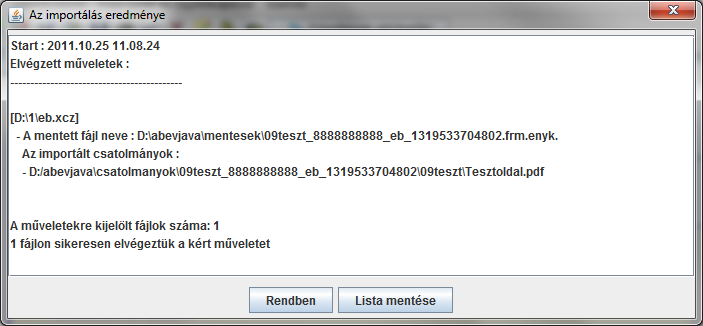 Az importálás eredménye
Start : 2011.10.25 11.08.24
Elvégzett műveletek :
-------------------------------------------
[D:\1\eb.xcz]
- A mentett fájl neve : D:\abevjava\mentesek\09teszt_8888888888_eb_1319533704802.frm.enyk.
Az importált csatolmányok :
- D:/abevjava\csatolmanyok\09teszt_8888888888_eb_1319533704802\09teszt\Tesztoldal.pdf
A műveletekre kijelölt fájlok száma: 1
1 fájlon sikeresen elvégeztük a kért műveletet
Rendben
Lista mentése